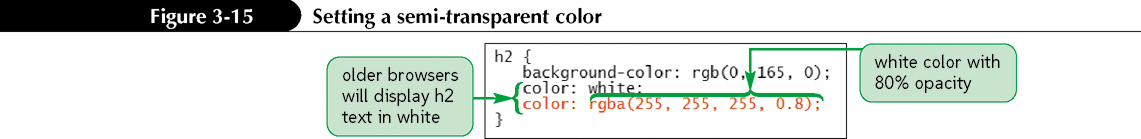 Figure 3-15 Setting a semi-transparent color
older browsers
will display h2
text in white
h2 {
background-color: rgb(0, 165, 0);
color: white;
color: rgba(255, 255, 255, 0.8);
}
white color with
80% opacity